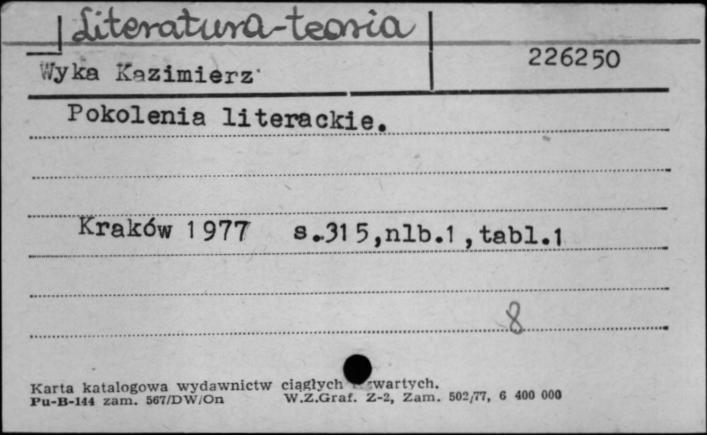 Literatura-teoria
Wyka Kazimierz
226250
Pokolenia literackie.
Kraków 1977 s.315,nlb.1,tabl.1
8
Karta katalogowa wydawnictw ciągłych wartych.
Pu-B-144 zam. 567/DW/On W.Z.Graf. Z-2, Zam. 502/77, 6 400 000